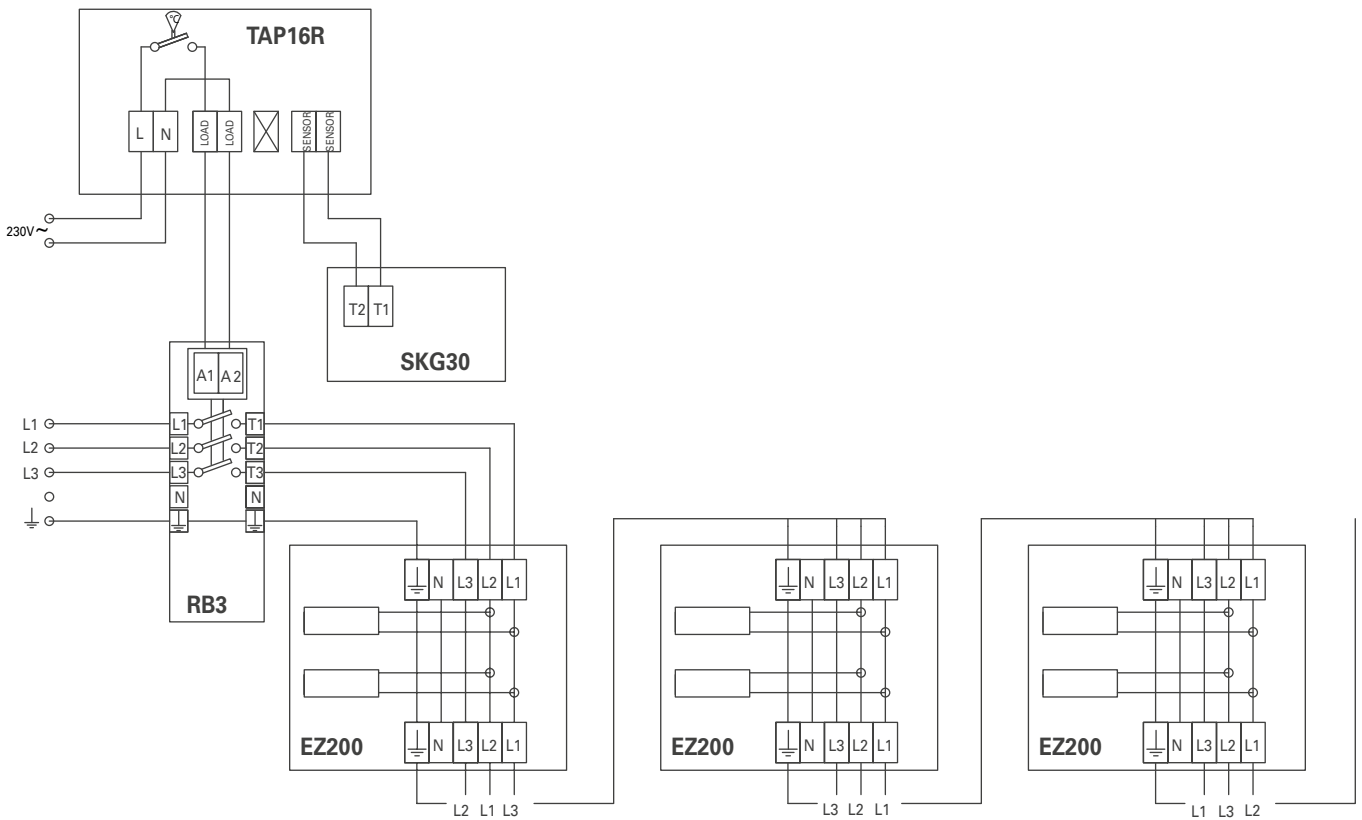 °C
TAP16R
L N LOAD LOAD SENSOR SENSOR
230V~
T2 T1
SKG30
A1 A2
L1 L1 T1
L2 L2 T2
L3 L3 T3
N N
RB3
N L3 L2 L1
N L3 L2 L1
N L3 L2 L1
EZ200 N L3 L2 L1
EZ200 N L3 L2 L1
EZ200 N L3 L2 L1
L2 L1 L3
L3 L2 L1
L1 L3 L2